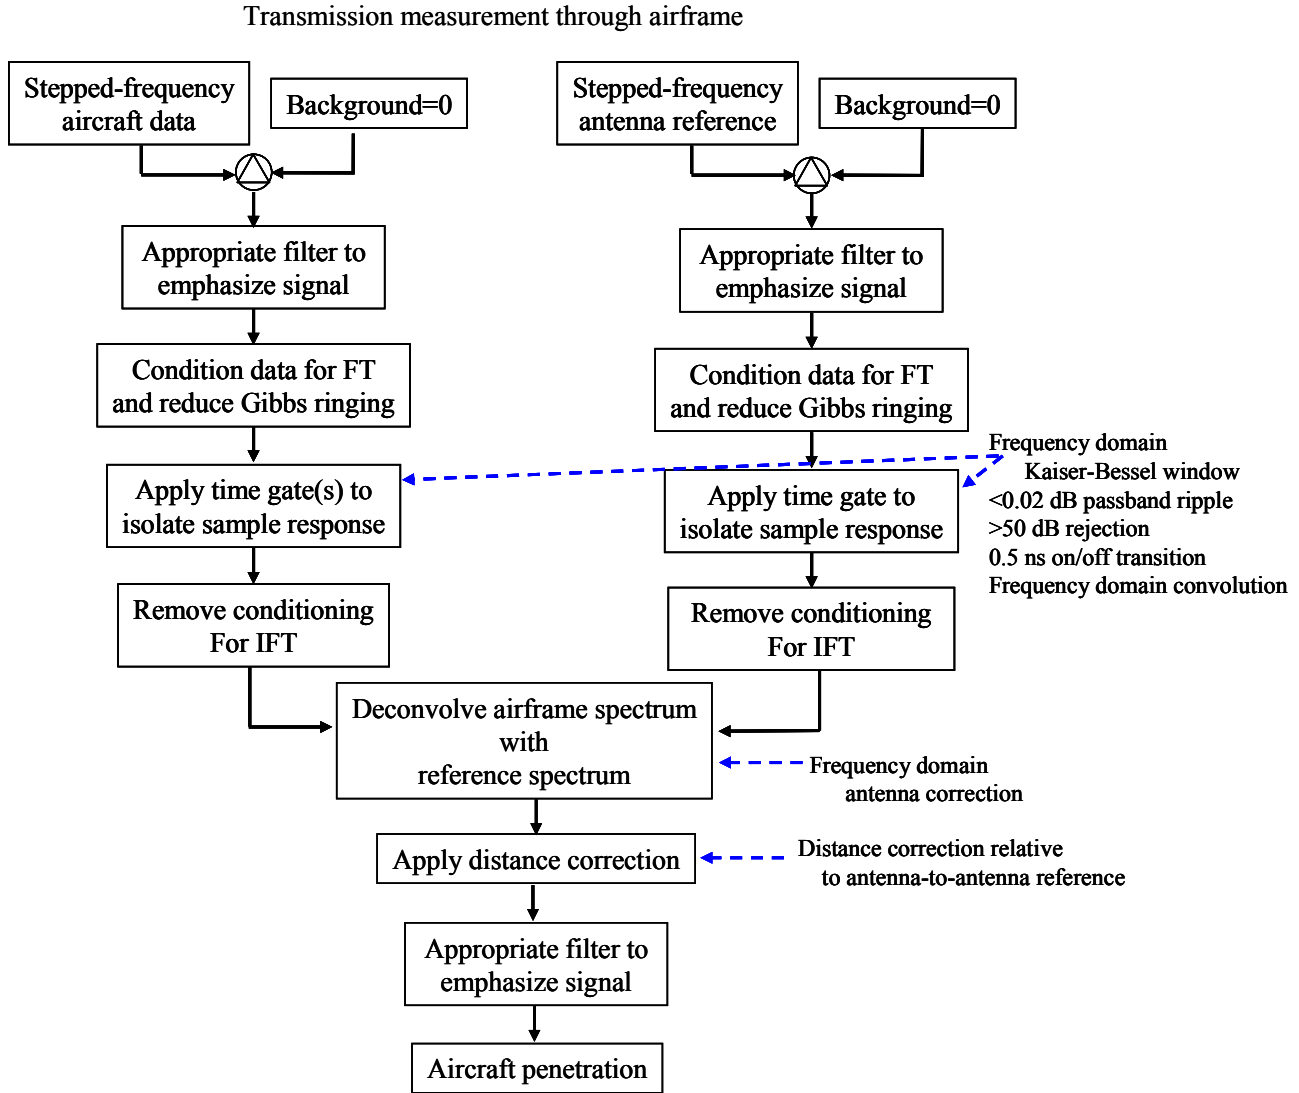 Transmission measurement through airframe
Stepped-frequency
aircraft data
Background=0
Stepped-frequency
antenna reference
Background=0
Appropriate filter to
emphasize signal
Appropriate filter to
emphasize signal
Condition data for FT
and reduce Gibbs ringing
Condition data for FT
and reduce Gibbs ringing
Apply time gate(s) to
isolate sample response
Apply time gate to
isolate sample response
Frequency domain
Kaiser-Bessel window
<0.02 dB passband ripple
>50 dB rejection
0.5 ns on/off transition
Frequency domain convolution
Remove conditioning
For IFT
Remove conditioning
For IFT
Deconvolve airframe spectrum
with
reference spectrum
Frequency domain
antenna correction
Apply distance correction
Distance correction relative
to antenna-to-antenna reference
Appropriate filter to
emphasize signal
Aircraft penetration